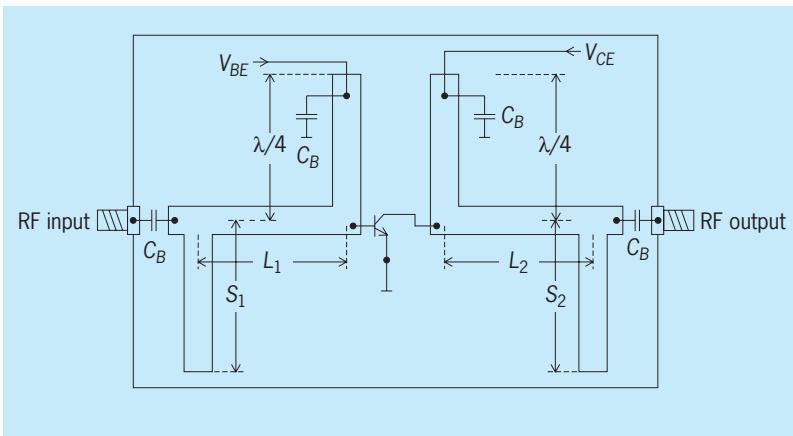 V_BE
V_CE
C_B
C_B
λ/4
λ/4
RF input
RF output
C_B
C_B
L_1
L_2
S_1
S_2